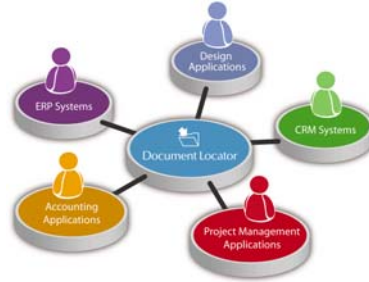 Design
Applications
ERP Systems
CRM Systems
Document Locator
Accounting
Applications
Project Management
Applications